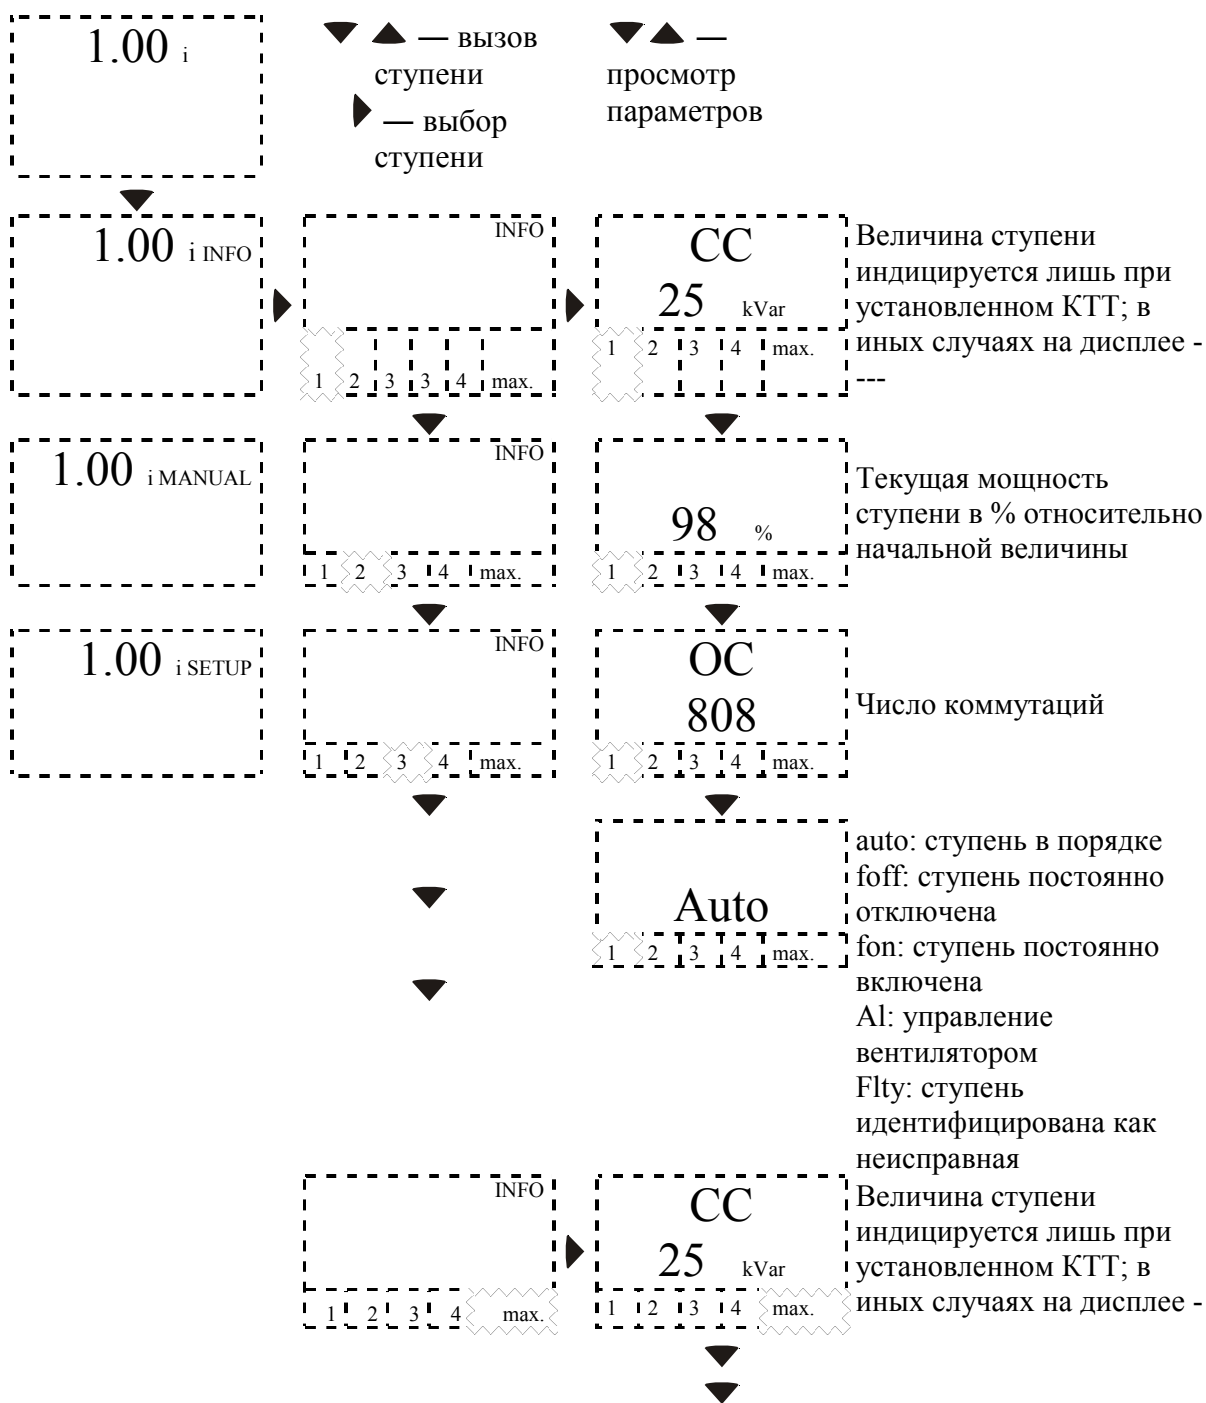 1.00 i
— вызов
ступени
— выбор
ступени
—
просмотр
параметров
1.00 i INFO
INFO
1 2 3 3 4 max.
CC
25 kVar
1 2 3 4 max.
Величина ступени
индицируется лишь при
установленном КТТ; в
иных случаях на дисплее -
---
1.00 i MANUAL
INFO
1 2 3 4 max.
98 %
1 2 3 4 max.
Текущая мощность
ступени в % относительно
начальной величины
1.00 i SETUP
INFO
1 2 3 4 max.
OC
808
1 2 3 4 max.
Число коммутаций
Auto
1 2 3 4 max.
auto: ступень в порядке
foff: ступень постоянно
отключена
fon: ступень постоянно
включена
Al: управление
вентилятором
Flty: ступень
идентифицирована как
неисправная
INFO
1 2 3 4 max.
CC
25 kVar
1 2 3 4 max.
Величина ступени
индицируется лишь при
установленном КТТ; в
иных случаях на дисплее -